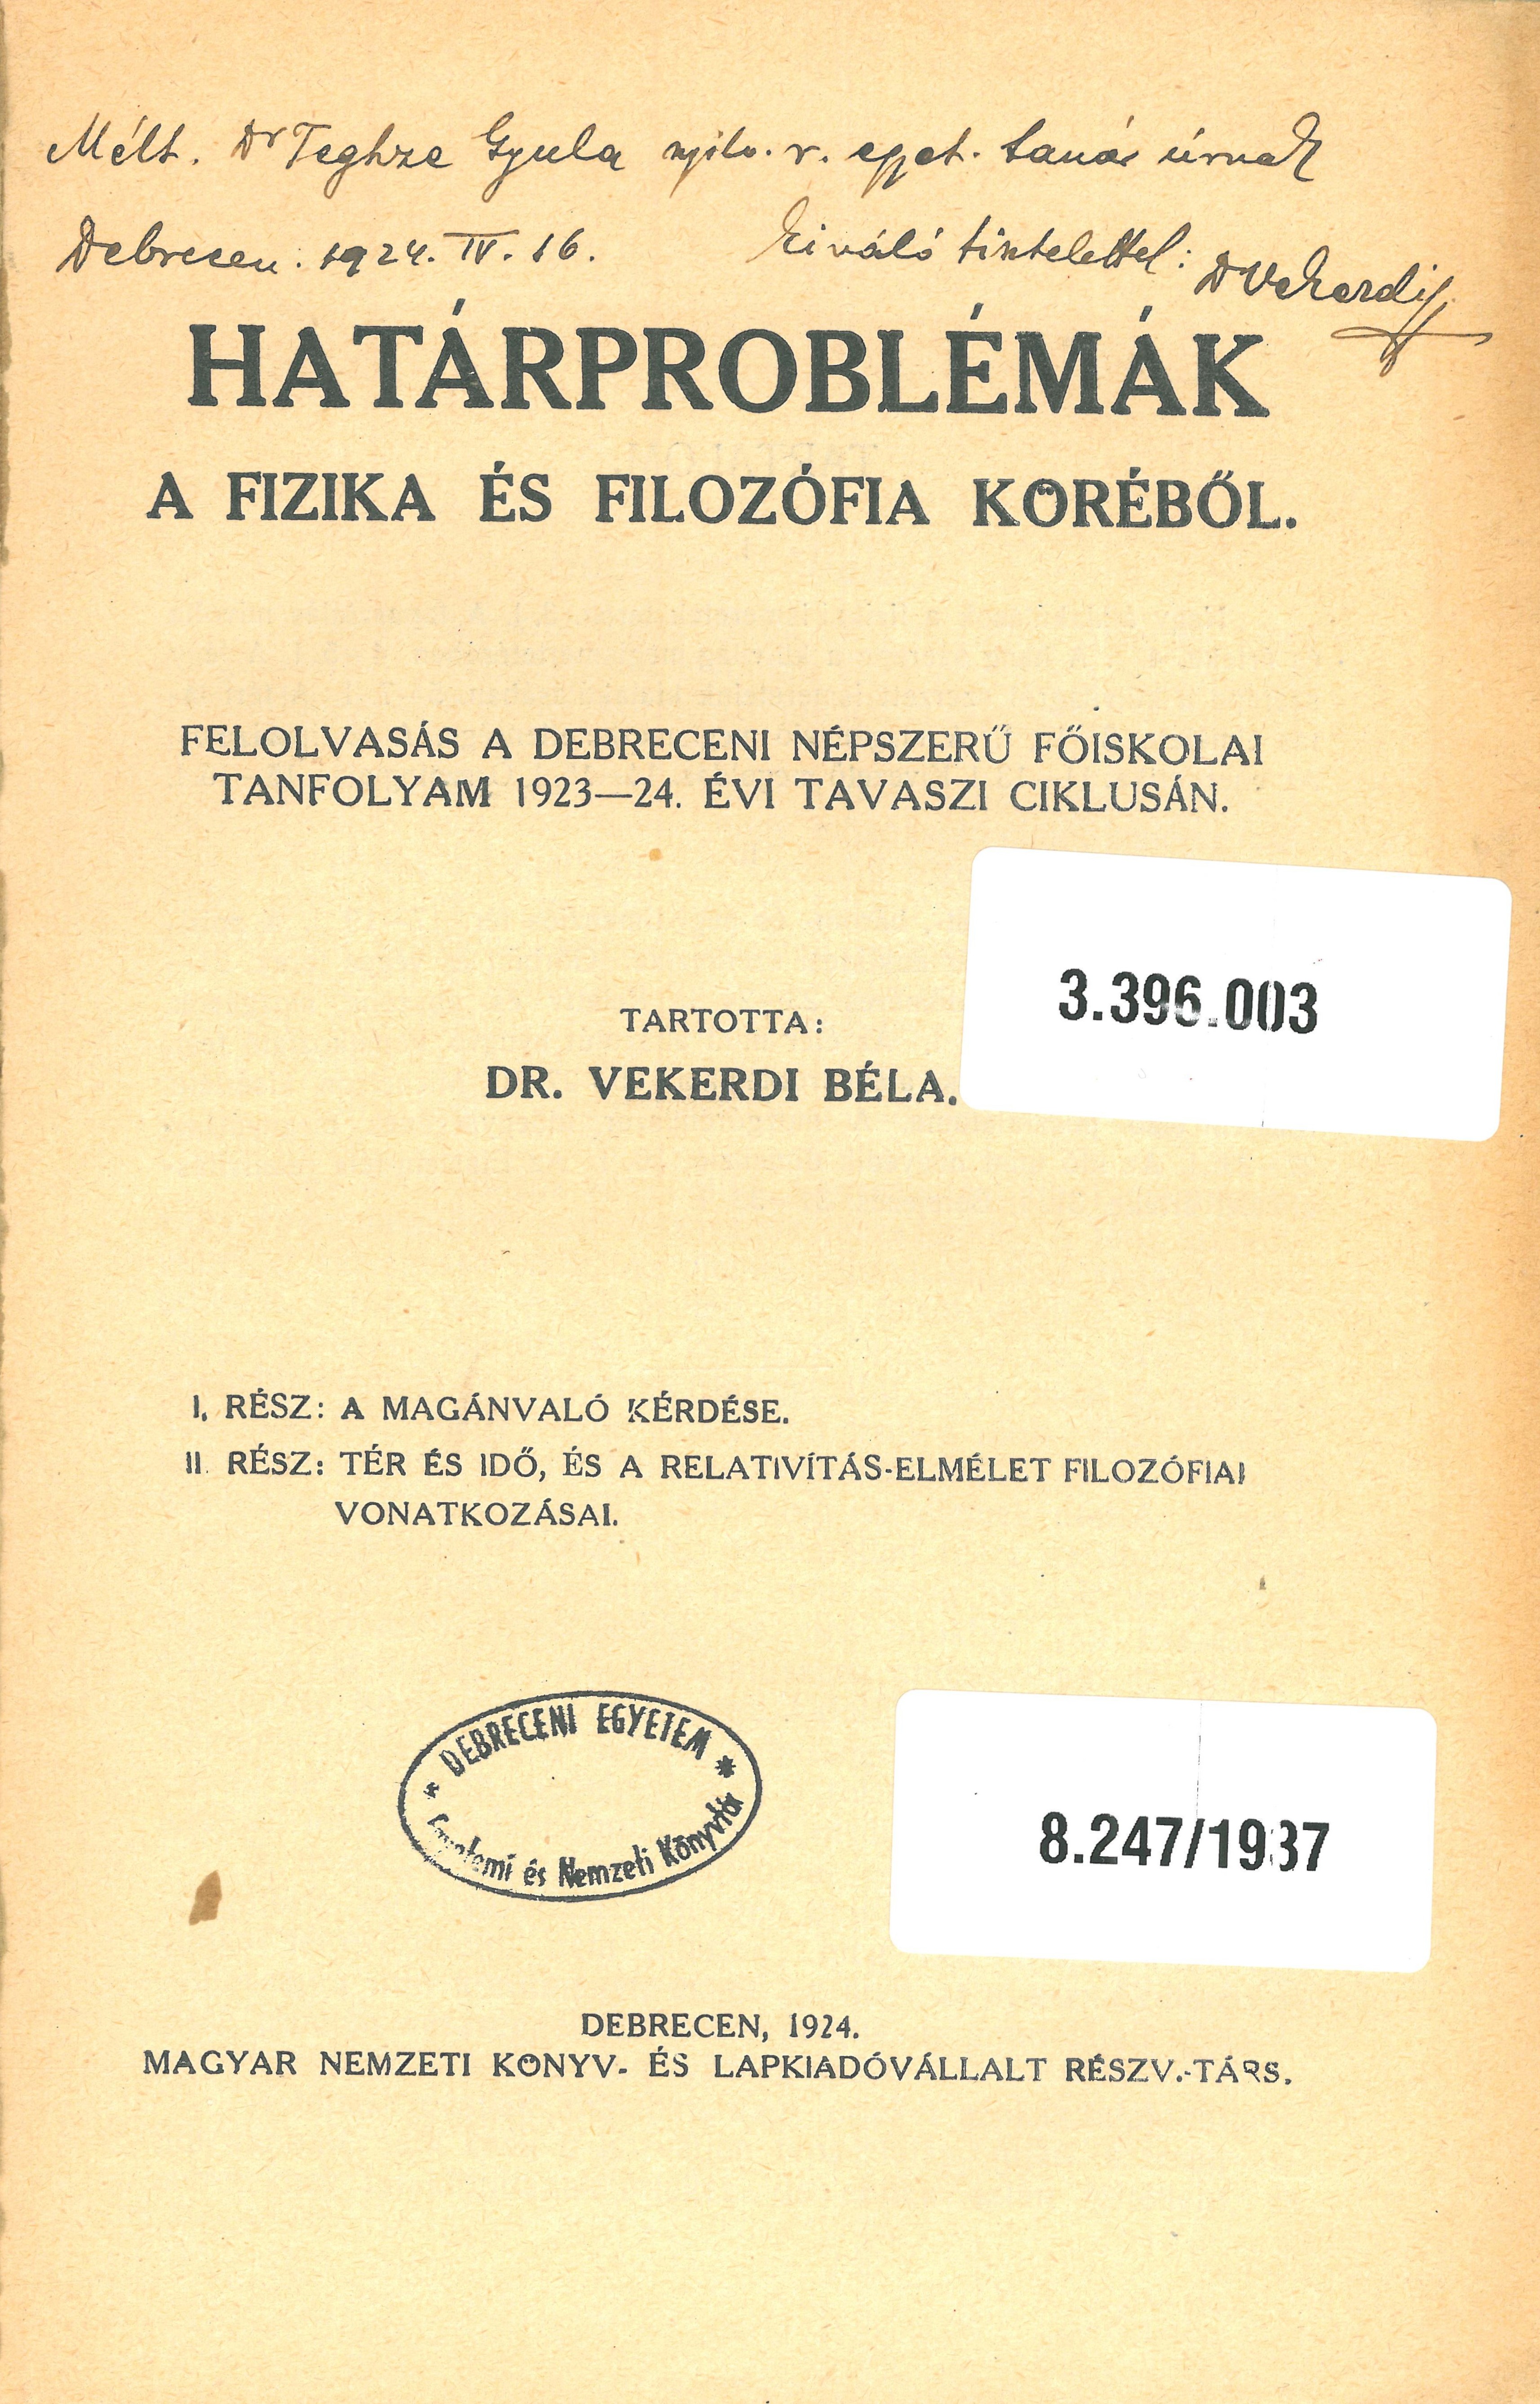 Mélt. Dr Teghze Gyula nyilv. r. egyet. tanár úrnak
Debrecen. 1924. IV. 16. kiváló tisztelettel: Dr Vekerdi
HATÁRPROBLÉMÁK
A FIZIKA ÉS FILOZÓFIA KÖRÉBŐL.
FELOLVASÁS A DEBRECENI NÉPSZERŰ FŐISKOLAI
TANFOLYAM 1923—24. ÉVI TAVASZI CIKLUSÁN.
3.396.003
TARTOTTA:
DR. VEKERDI BÉLA.
I. RÉSZ: A MAGÁNVALÓ KÉRDÉSE.
II. RÉSZ: TÉR ÉS IDŐ, ÉS A RELATIVÍTÁS-ELMÉLET FILOZÓFIAI
VONATKOZÁSAI.
* DEBRECENI EGYETEM *
Egyetemi és Nemzeti Könyvtár
8.247/1987
DEBRECEN, 1924.
MAGYAR NEMZETI KÖNYV- ÉS LAPKIADÓVÁLLALT RÉSZV.-TÁRS.